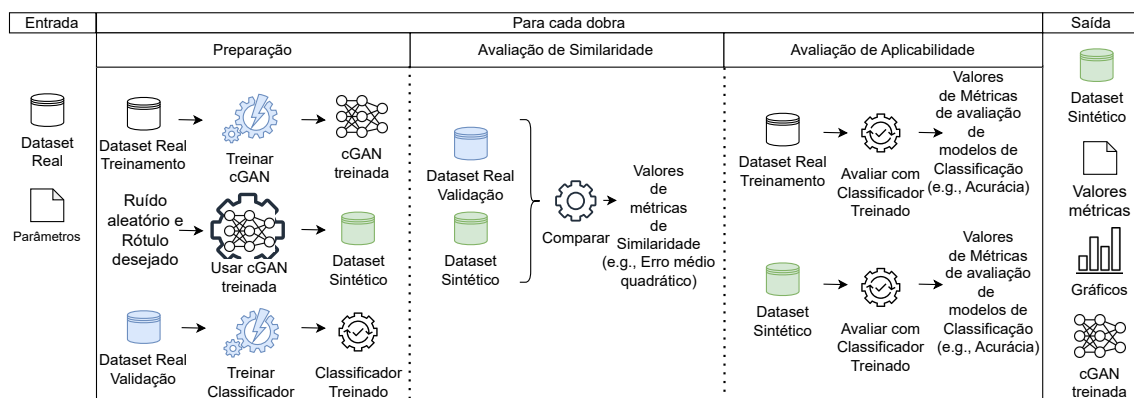 Entrada
Para cada dobra
Saída
Preparação
Avaliação de Similaridade
Avaliação de Aplicabilidade
Dataset
Real
Parâmetros
Dataset Real
Treinamento
Treinar
cGAN
cGAN
treinada
Ruído
aleatório e
Rótulo
desejado
Usar cGAN
treinada
Dataset
Sintético
Dataset Real
Validação
Treinar
Classificador
Classificador
Treinado
Dataset Real
Validação
Dataset
Sintético
Comparar
Valores
de
métricas
de
Similaridade
(e.g., Erro médio
quadrático)
Dataset Real
Treinamento
Avaliar com
Classificador
Treinado
Valores
de Métricas
de avaliação
de
modelos de
Classificação
(e.g., Acurácia)
Dataset
Sintético
Avaliar com
Classificador
Treinado
Valores
de Métricas
de avaliação
de
modelos de
Classificação
(e.g., Acurácia)
Dataset
Sintético
Valores
métricas
Gráficos
cGAN
treinada